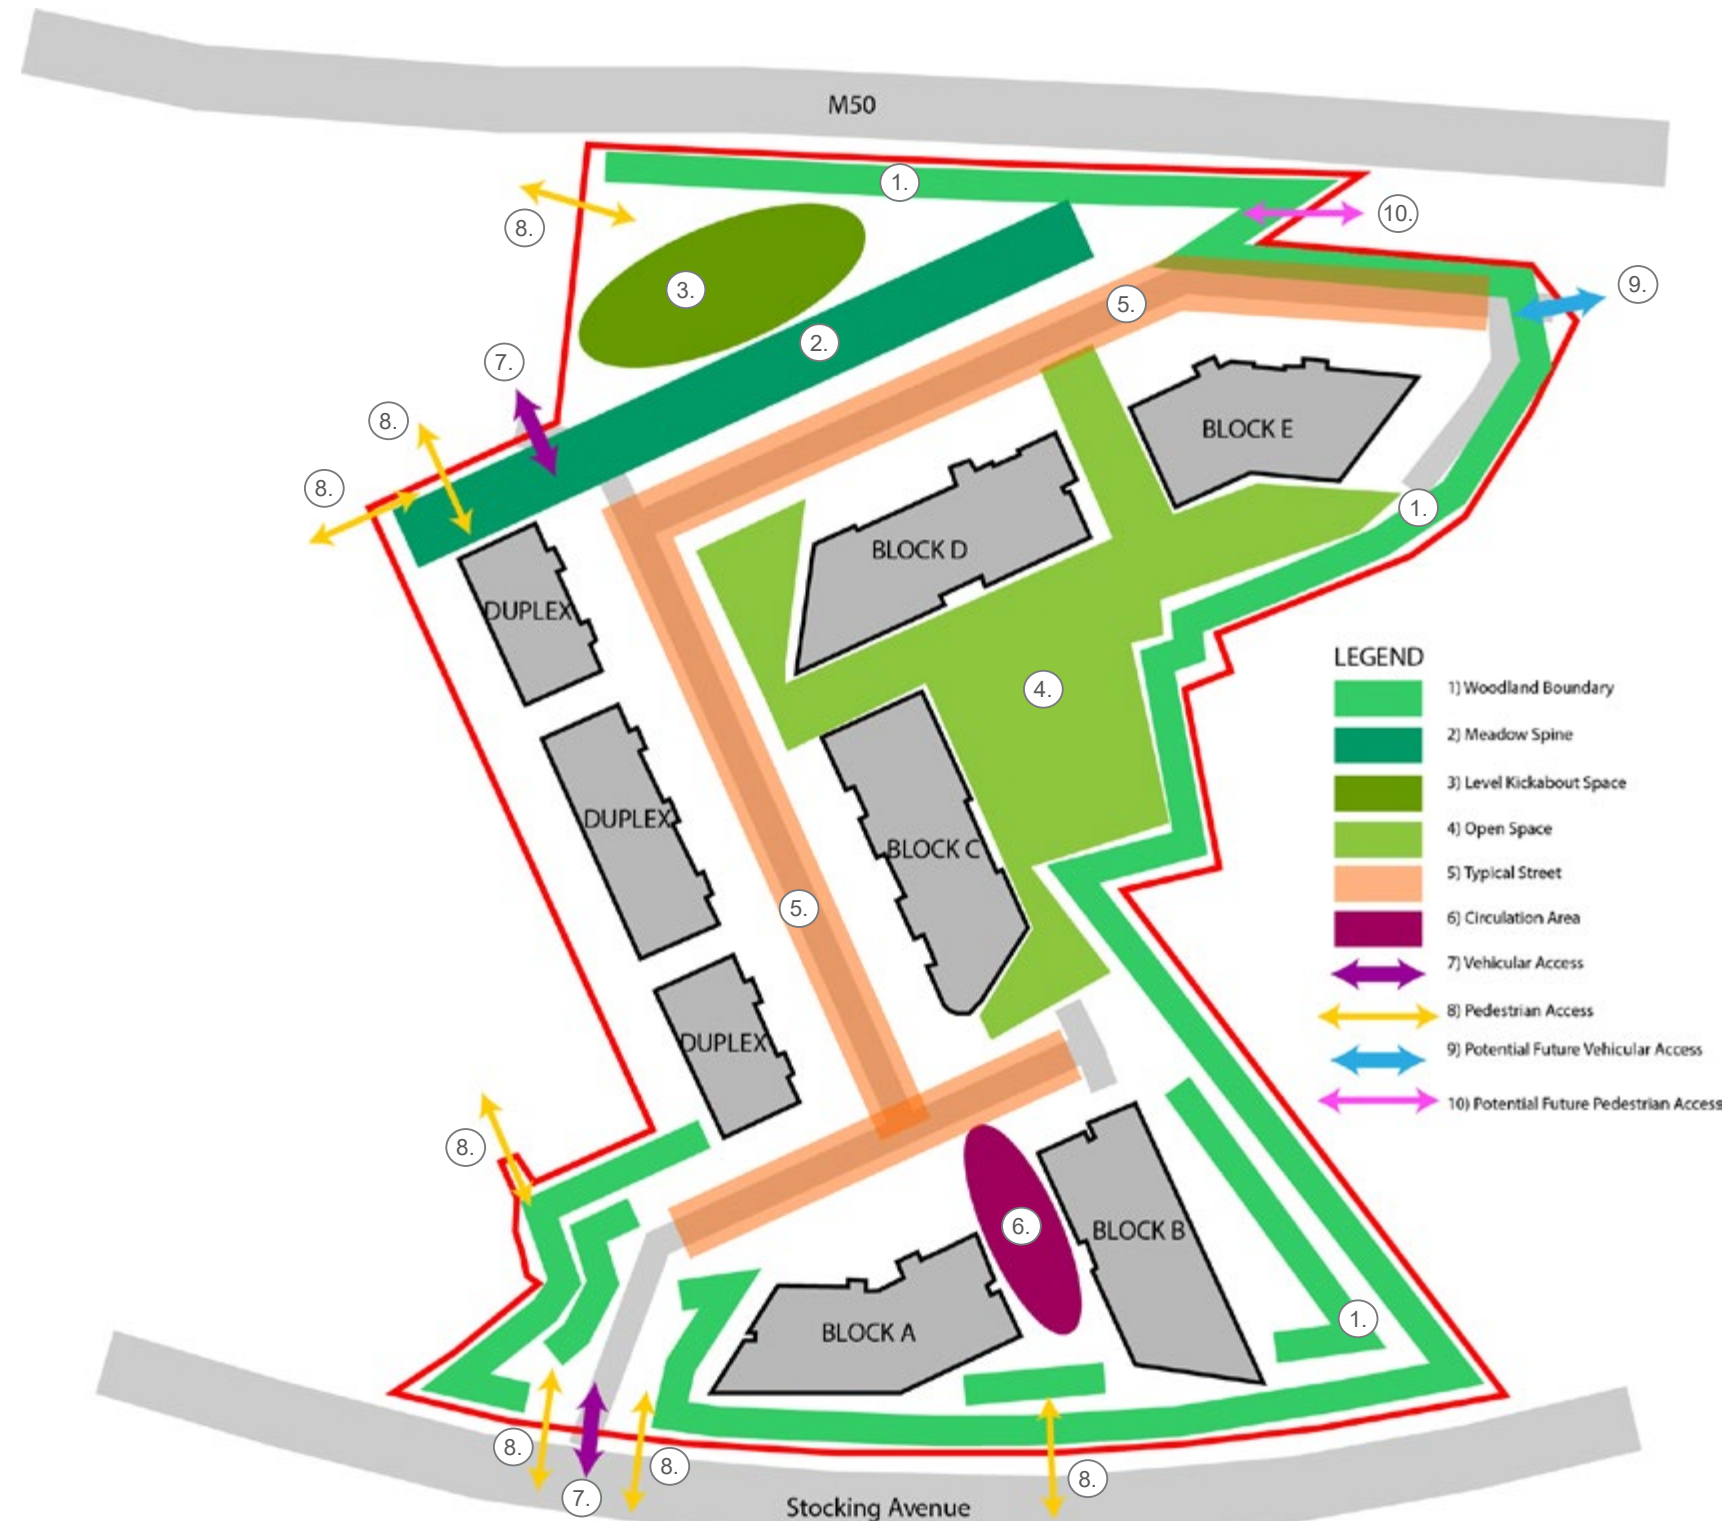 M50
1.
10.
8.
9.
3.
5.
2.
7.
8.
BLOCK E
8.
1.
BLOCK D
DUPLEX
LEGEND
4.
1) Woodland Boundary
2) Meadow Spine
3) Level Kickabout Space
DUPLEX
4) Open Space
BLOCK C
5) Typical Street
5.
6) Circulation Area
7) Vehicular Access
8) Pedestrian Access
DUPLEX
9) Potential Future Vehicular Access
10) Potential Future Pedestrian Access
8.
6.
BLOCK B
1.
BLOCK A
8.
8.
8.
7.
Stocking Avenue